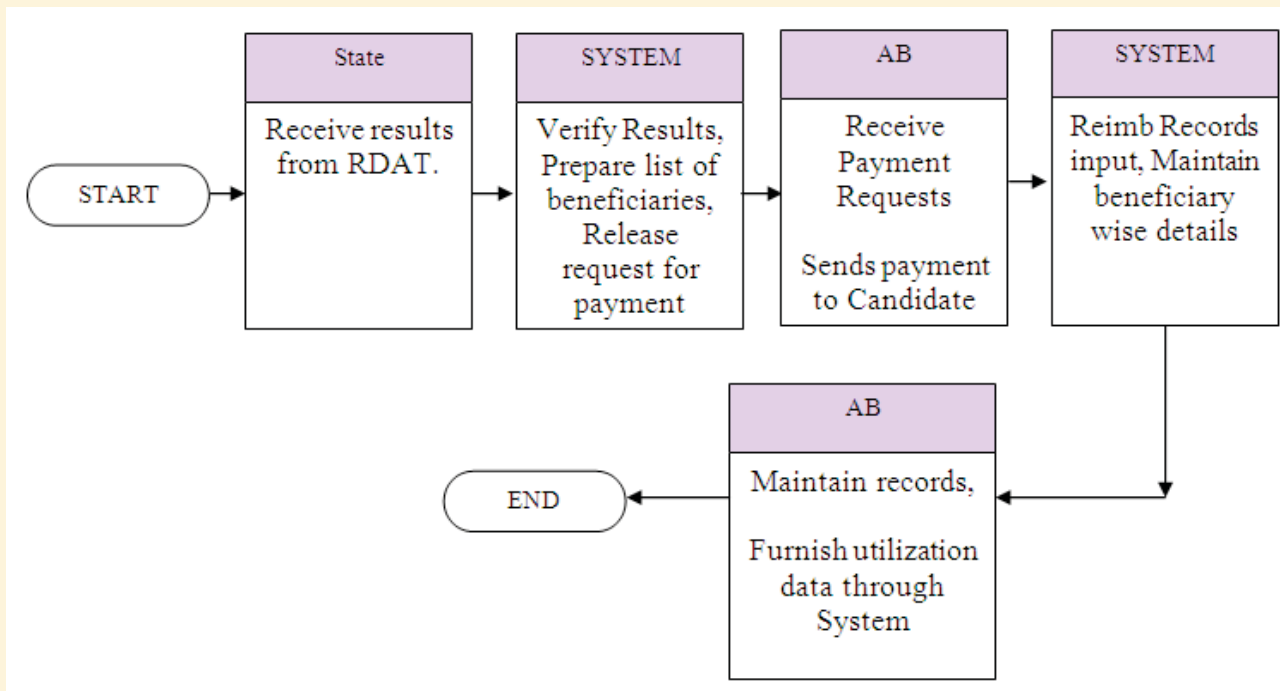 START
State
Receive results
from RDAT.
SYSTEM
Verify Results,
Prepare list of
beneficiaries,
Release
request for
payment
AB
Receive
Payment
Requests
Sends payment
to Candidate
SYSTEM
Reimb Records
input, Maintain
beneficiary
wise details
AB
Maintain records,
Furnish utilization
data through
System
END